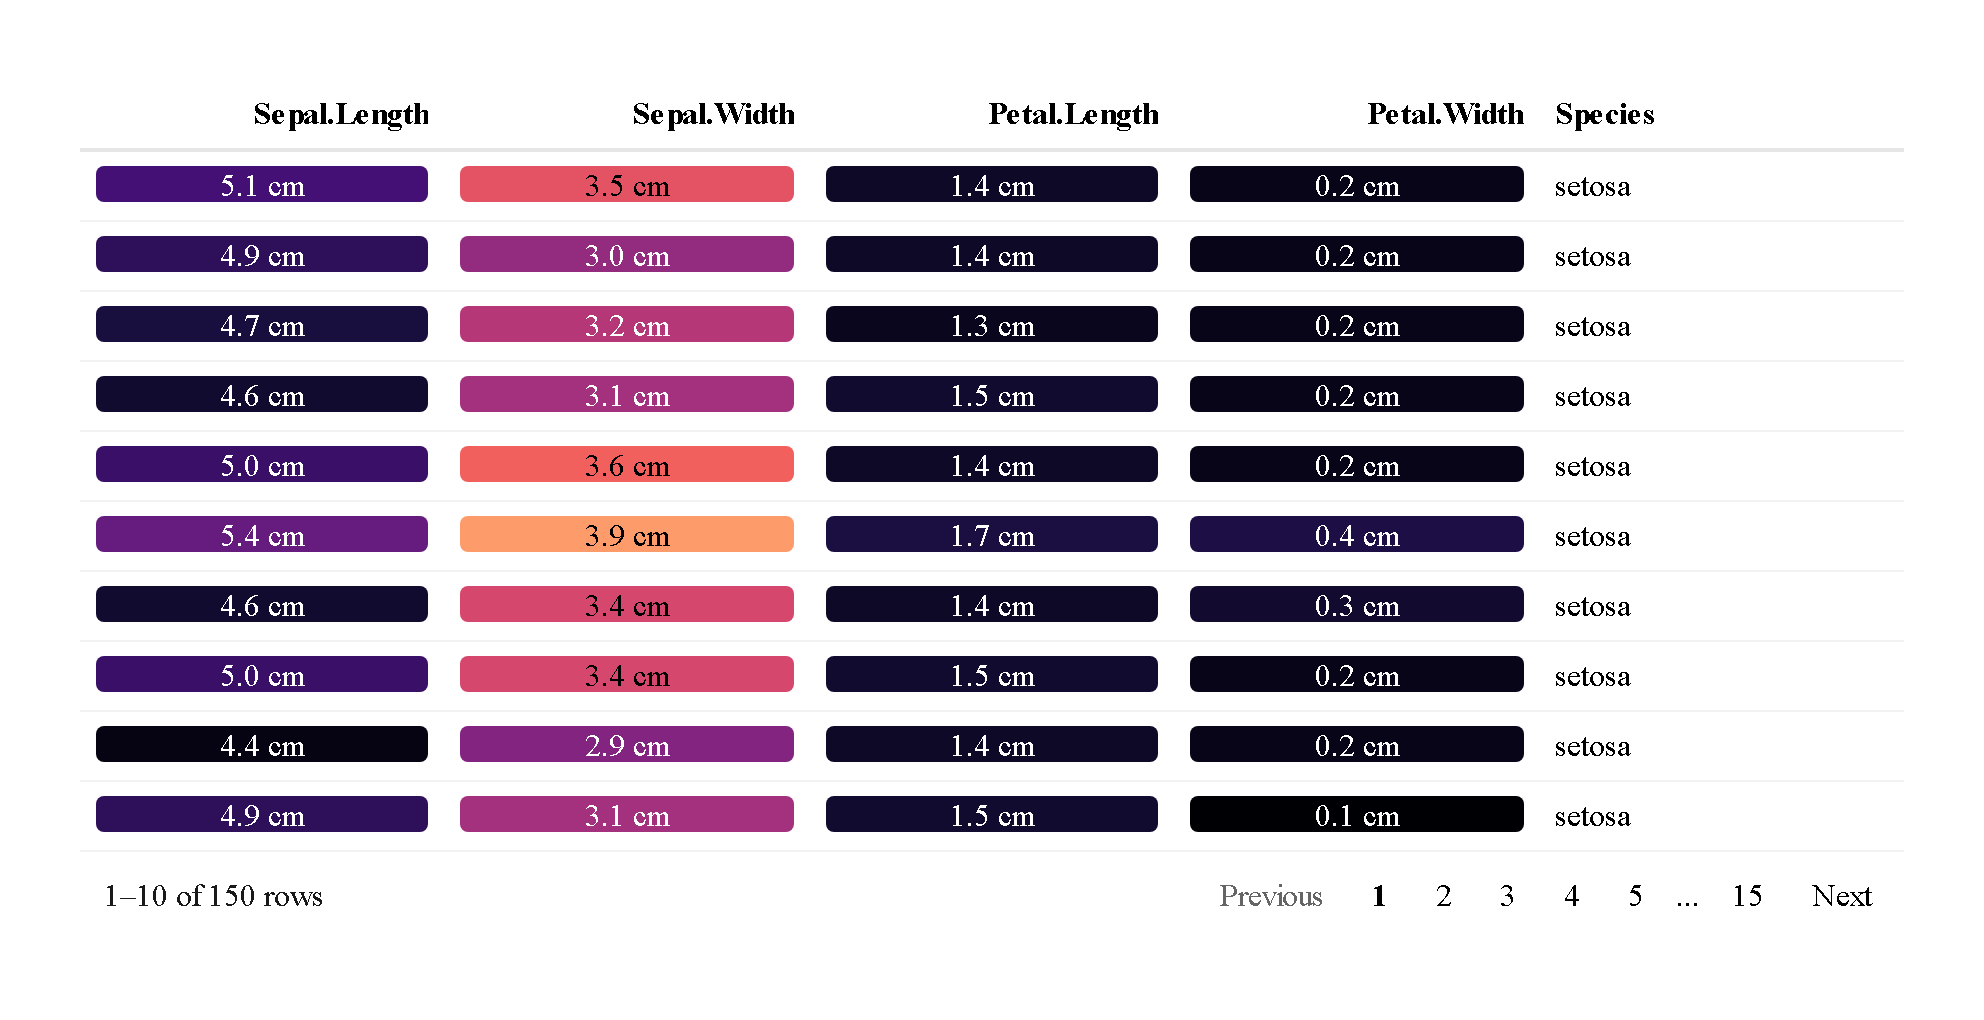 Sepal.Length Sepal.Width Petal.Length Petal.Width Species
5.1 cm 3.5 cm 1.4 cm 0.2 cm setosa
4.9 cm 3.0 cm 1.4 cm 0.2 cm setosa
4.7 cm 3.2 cm 1.3 cm 0.2 cm setosa
4.6 cm 3.1 cm 1.5 cm 0.2 cm setosa
5.0 cm 3.6 cm 1.4 cm 0.2 cm setosa
5.4 cm 3.9 cm 1.7 cm 0.4 cm setosa
4.6 cm 3.4 cm 1.4 cm 0.3 cm setosa
5.0 cm 3.4 cm 1.5 cm 0.2 cm setosa
4.4 cm 2.9 cm 1.4 cm 0.2 cm setosa
4.9 cm 3.1 cm 1.5 cm 0.1 cm setosa
1–10 of 150 rows Previous 1 2 3 4 5 ... 15 Next